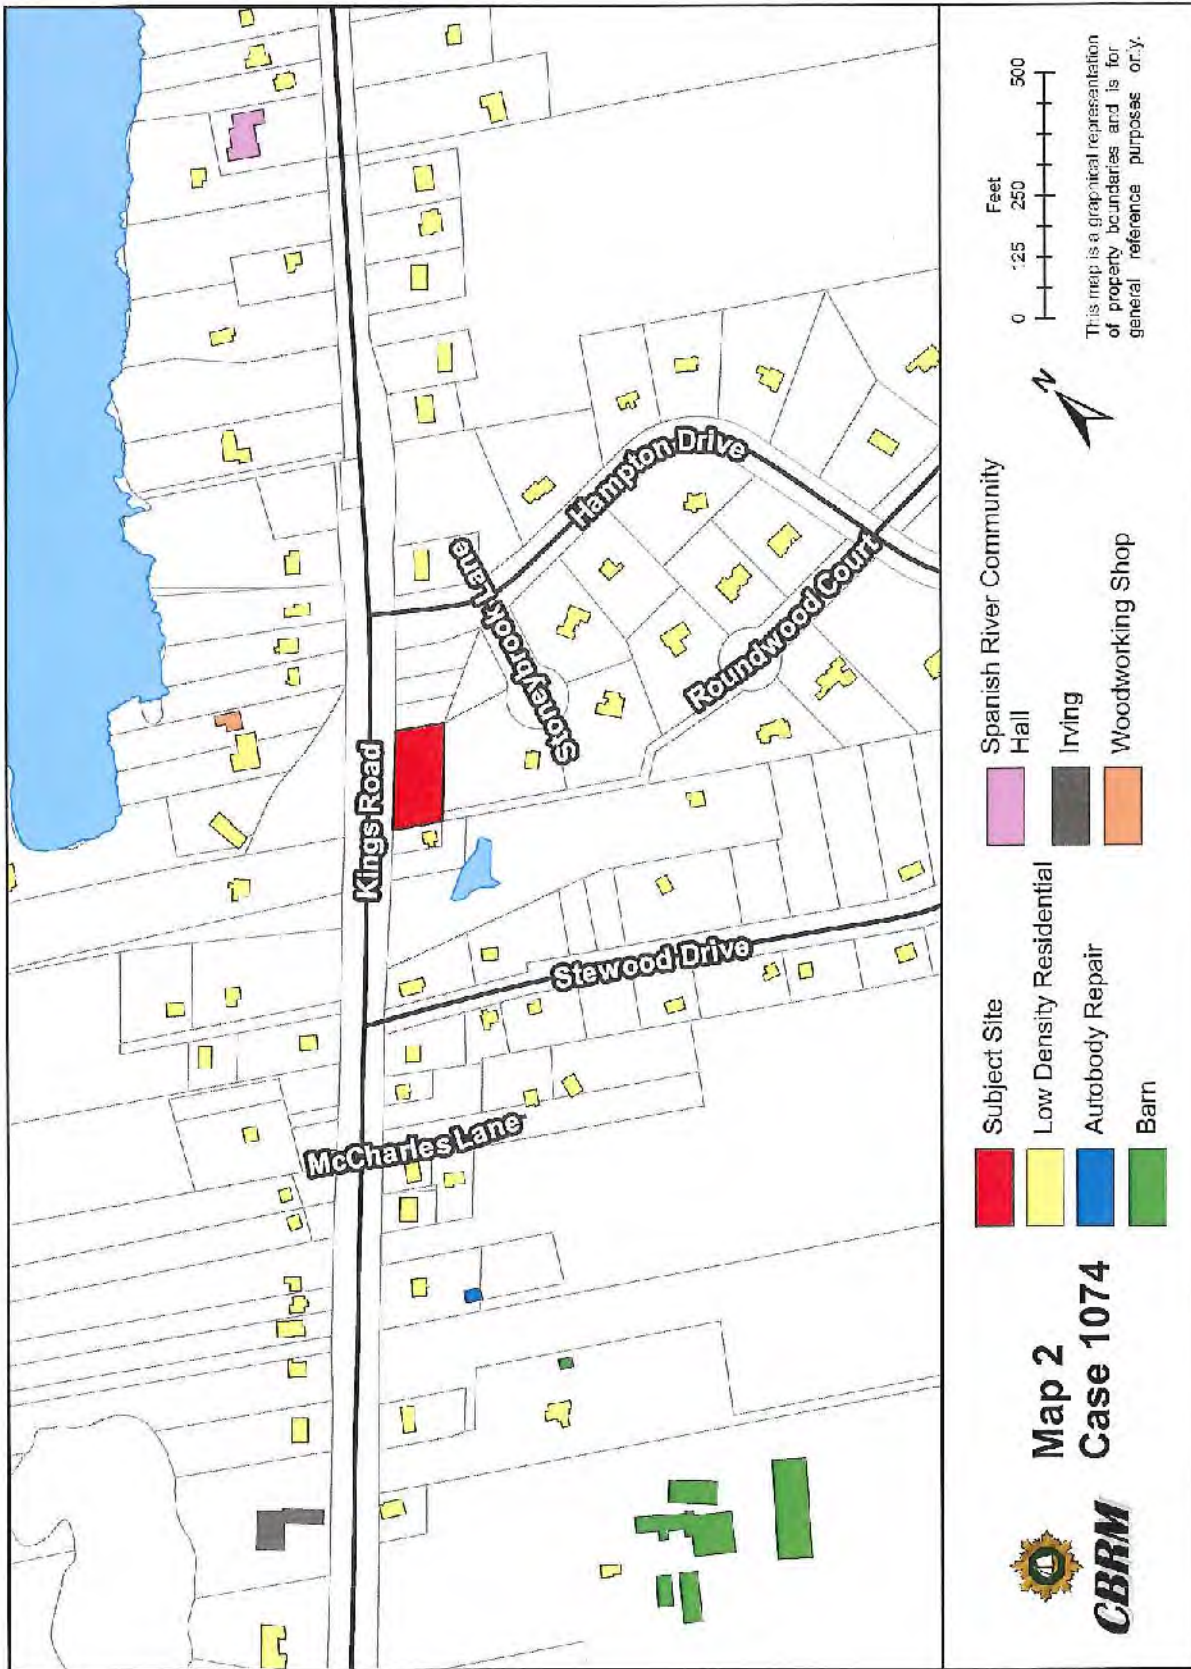 Kings Road
Hampton Drive
Stoneybrook Lane
Roundwood Court
Stewood Drive
McCharles Lane
CBRM
Map 2
Case 1074
Subject Site
Low Density Residential
Autobody Repair
Barn
Spanish River Community
Hall
Irving
Woodworking Shop
N
Feet
0 125 250 500
This map is a graphical representation
of property boundaries and is for
general reference purposes only.